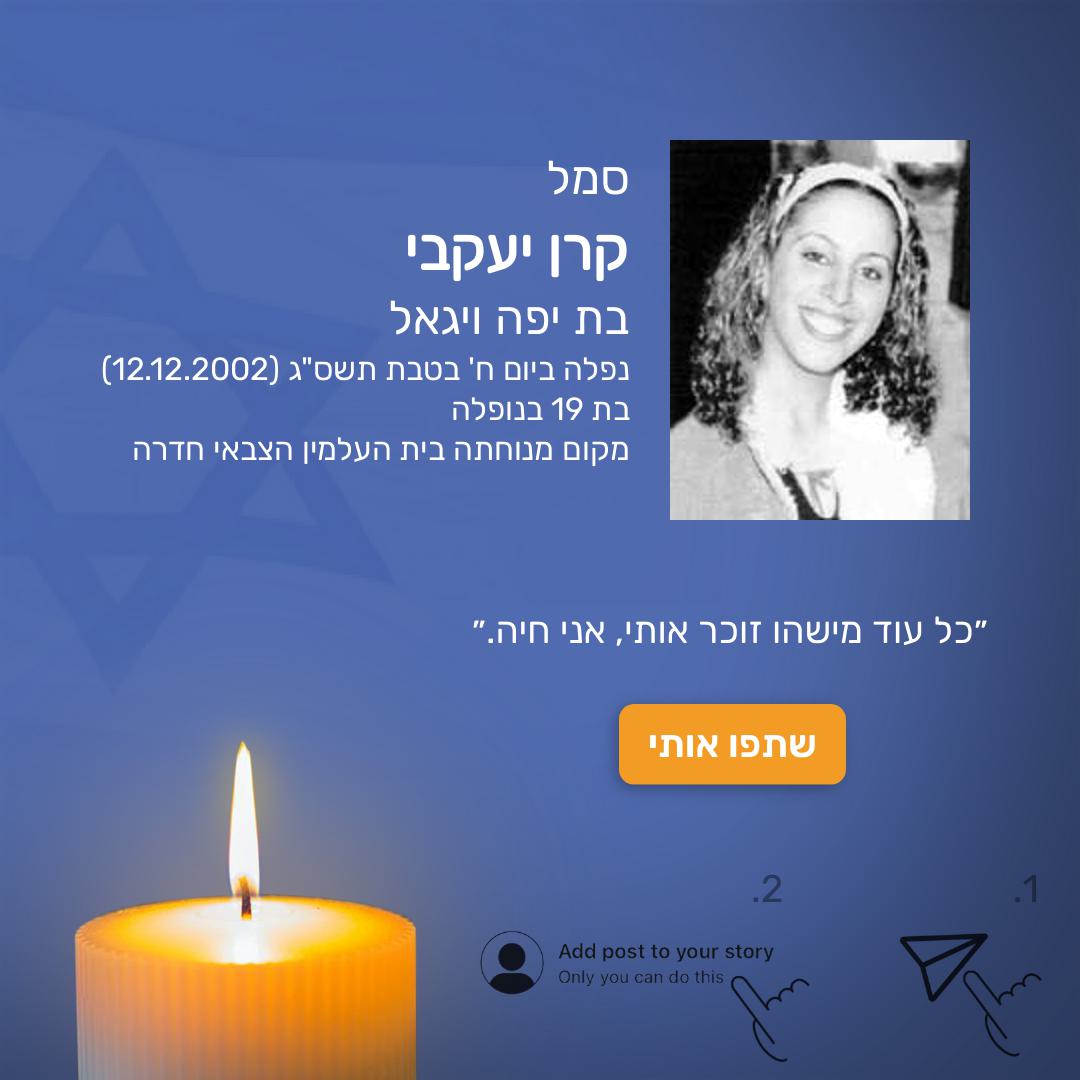 סמל
קרן יעקבי
בת יפה ויגאל
נפלה ביום ח' בטבת תשס"ג (12.12.2002)
בת 19 בנופלה
מקום מנוחתה בית העלמין הצבאי חדרה
״כל עוד מישהו זוכר אותי, אני חיה.״
שתפו אותי
1.
2.
Add post to your story
Only you can do this